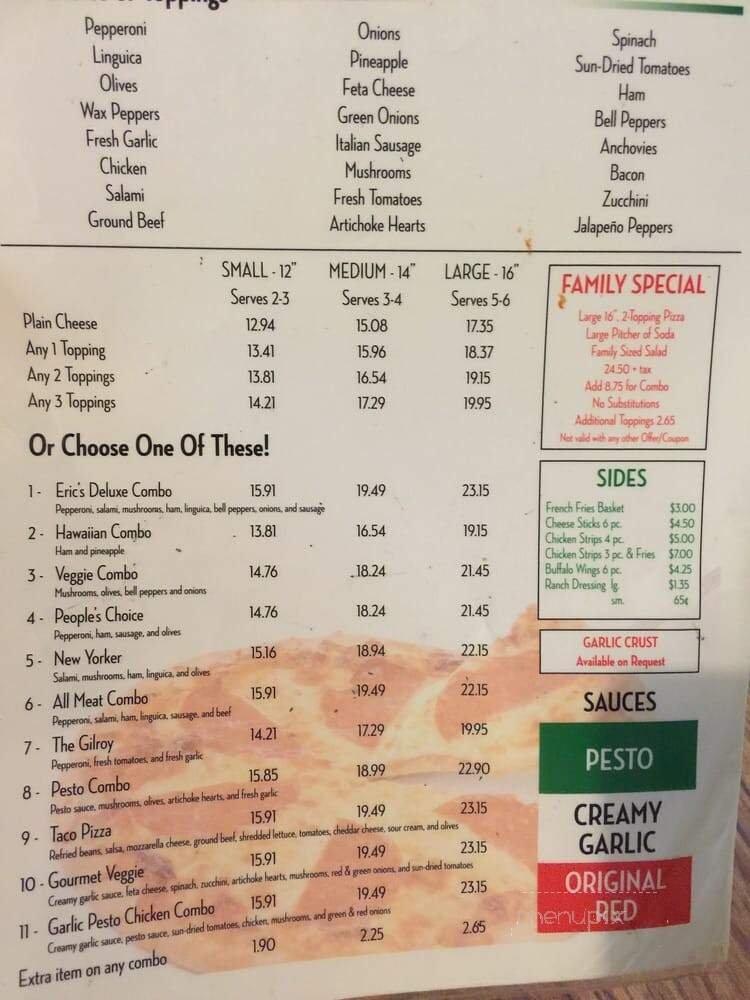 Toppings
Pepperoni
Linguica
Olives
Wax Peppers
Fresh Garlic
Chicken
Salami
Ground Beef
Onions
Pineapple
Feta Cheese
Green Onions
Italian Sausage
Mushrooms
Fresh Tomatoes
Artichoke Hearts
Spinach
Sun-Dried Tomatoes
Ham
Bell Peppers
Anchovies
Bacon
Zucchini
Jalapeño Peppers
SMALL - 12" MEDIUM - 14" LARGE - 16"
Serves 2-3 Serves 3-4 Serves 5-6
Plain Cheese 12.94 15.08 17.35
Any 1 Topping 13.41 15.96 18.37
Any 2 Toppings 13.81 16.54 19.15
Any 3 Toppings 14.21 17.29 19.95
Or Choose One Of These!
1 - Eric's Deluxe Combo 15.91 19.49 23.15
Pepperoni, salami, mushrooms, ham, linguica, bell peppers, onions, and sausage
2 - Hawaiian Combo 13.81 16.54 19.15
Ham and pineapple
3 - Veggie Combo 14.76 18.24 21.45
Mushrooms, olives, bell peppers and onions
4 - People's Choice 14.76 18.24 21.45
Pepperoni, ham, sausage, and olives
5 - New Yorker 15.16 18.94 22.15
Salami, mushrooms, ham, linguica, and olives
6 - All Meat Combo 15.91 19.49 22.15
Pepperoni, salami, ham, linguica, sausage, and beef
7 - The Gilroy 14.21 17.29 19.95
Pepperoni, fresh tomatoes, and fresh garlic
8 - Pesto Combo 15.85 18.99 22.90
Pesto sauce, mushrooms, olives, artichoke hearts, and fresh garlic
9 - Taco Pizza 15.91 19.49 23.15
Refried beans, salsa, mozzarella cheese, ground beef, shredded lettuce, tomatoes, cheddar cheese, sour cream, and olives
10 - Gourmet Veggie 15.91 19.49 23.15
Creamy garlic sauce, feta cheese, spinach, zucchini, artichoke hearts, mushrooms, red & green onions, and sun-dried tomatoes
11 - Garlic Pesto Chicken Combo 15.91 19.49 23.15
Creamy garlic sauce, pesto sauce, sun-dried tomatoes, chicken, mushrooms, and green & red onions
Extra item on any combo 1.90 2.25 2.65
FAMILY SPECIAL
Large 16", 2-Topping Pizza
Large Pitcher of Soda
Family Sized Salad
24.50 + tax
Add 8.75 for Combo
No Substitutions
Additional Toppings 2.65
Not valid with any other Offer/Coupon
SIDES
French Fries Basket $3.00
Cheese Sticks 6 pc. $4.50
Chicken Strips 4 pc. $5.00
Chicken Strips 3 pc. & Fries $7.00
Buffalo Wings 6 pc. $4.25
Ranch Dressing lg. $1.35
sm. 65¢
GARLIC CRUST
Available on Request
SAUCES
PESTO
CREAMY
GARLIC
ORIGINAL
RED
menupix